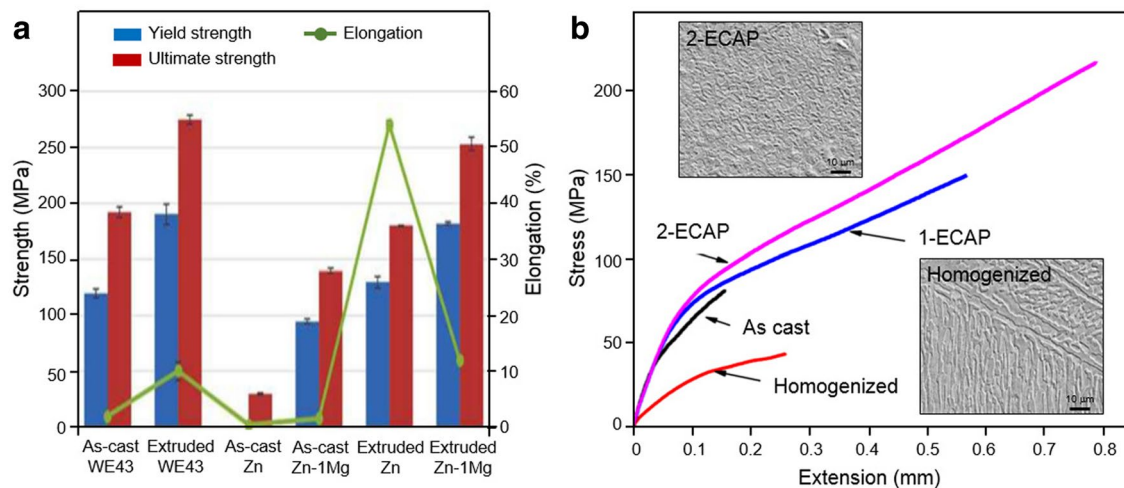 a
Yield strength
Elongation
Ultimate strength
Strength (MPa)
300
250
200
150
100
50
0
60
50
40
30
20
10
0
Elongation (%)
As-cast WE43
Extruded WE43
As-cast Zn
As-cast Zn-1Mg
Extruded Zn
Extruded Zn-1Mg
b
2-ECAP
10 μm
Stress (MPa)
200
150
100
50
0
2-ECAP
1-ECAP
Homogenized
10 μm
As cast
Homogenized
0
0.1
0.2
0.3
0.4
0.5
0.6
0.7
0.8
Extension (mm)